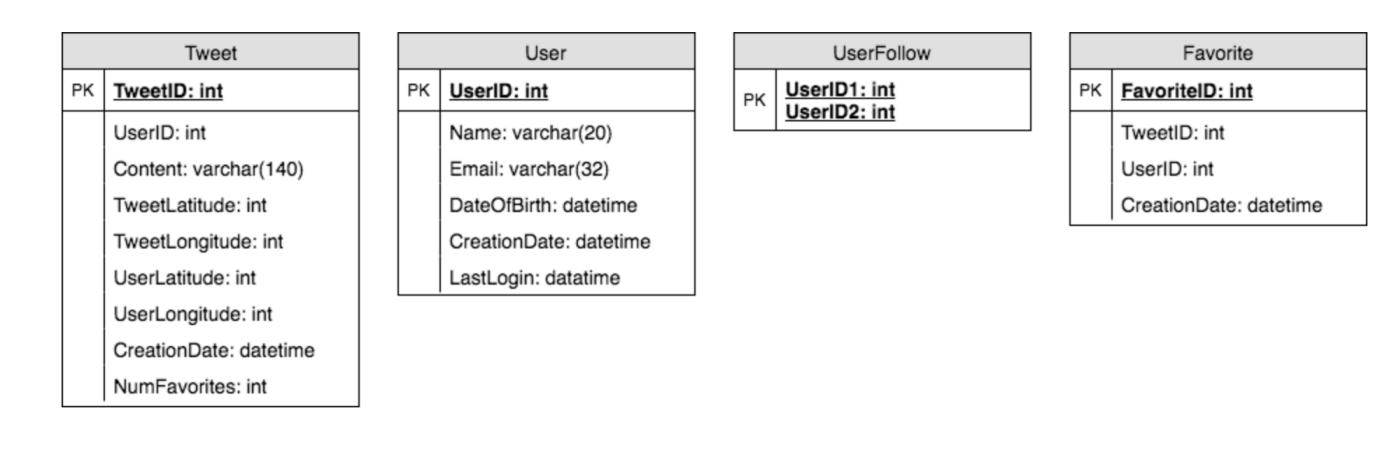 Tweet
PK TweetID: int
UserID: int
Content: varchar(140)
TweetLatitude: int
TweetLongitude: int
UserLatitude: int
UserLongitude: int
CreationDate: datetime
NumFavorites: int
User
PK UserID: int
Name: varchar(20)
Email: varchar(32)
DateOfBirth: datetime
CreationDate: datetime
LastLogin: datatime
UserFollow
PK UserID1: int
UserID2: int
Favorite
PK FavoriteID: int
TweetID: int
UserID: int
CreationDate: datetime